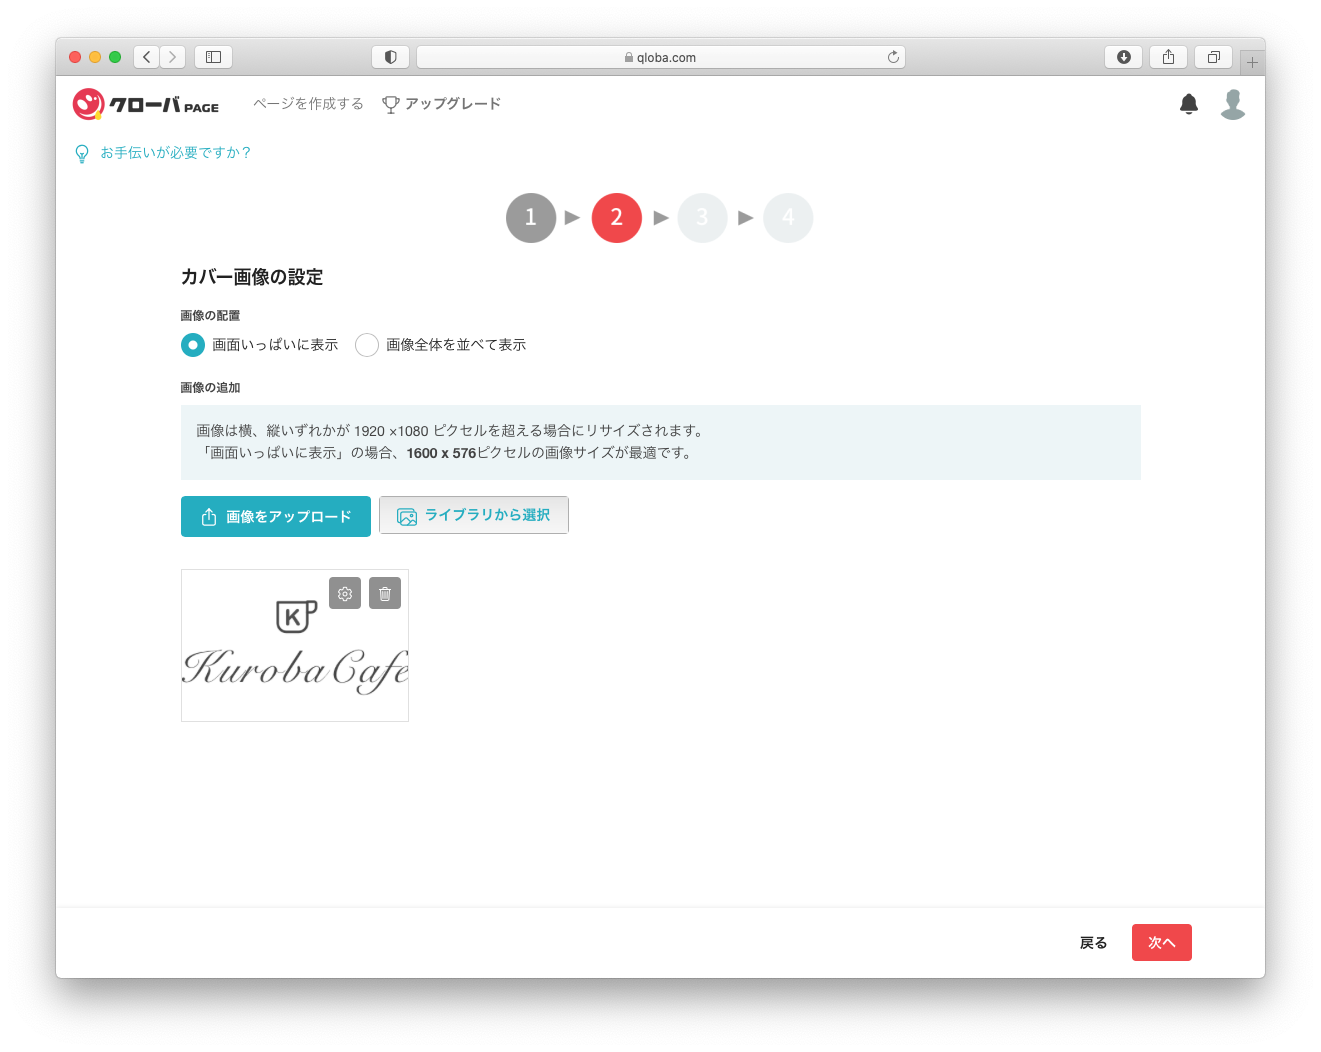 qloba.com
クローバ PAGE ページを作成する アップグレード
お手伝いが必要ですか？
1 2 3 4
カバー画像の設定
画像の配置
画面いっぱいに表示 画像全体を並べて表示
画像の追加
画像は横、縦いずれかが 1920 ×1080 ピクセルを超える場合にリサイズされます。
「画面いっぱいに表示」の場合、1600 x 576ピクセルの画像サイズが最適です。
画像をアップロード ライブラリから選択
K
Kuroba Cafe
戻る 次へ